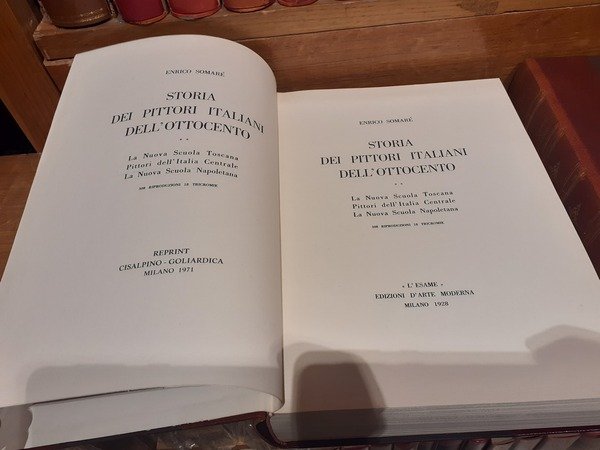 ENRICO SOMARÉ
STORIA
DEI PITTORI ITALIANI
DELL'OTTOCENTO
La Nuova Scuola Toscana
Pittori dell'Italia Centrale
La Nuova Scuola Napoletana
REPRINT
CISALPINO - GOLIARDICA
MILANO 1971
ENRICO SOMARÉ
STORIA
DEI PITTORI ITALIANI
DELL'OTTOCENTO
La Nuova Scuola Toscana
Pittori dell'Italia Centrale
La Nuova Scuola Napoletana
« L'ESAME »
EDIZIONI D'ARTE MODERNA
MILANO 1928